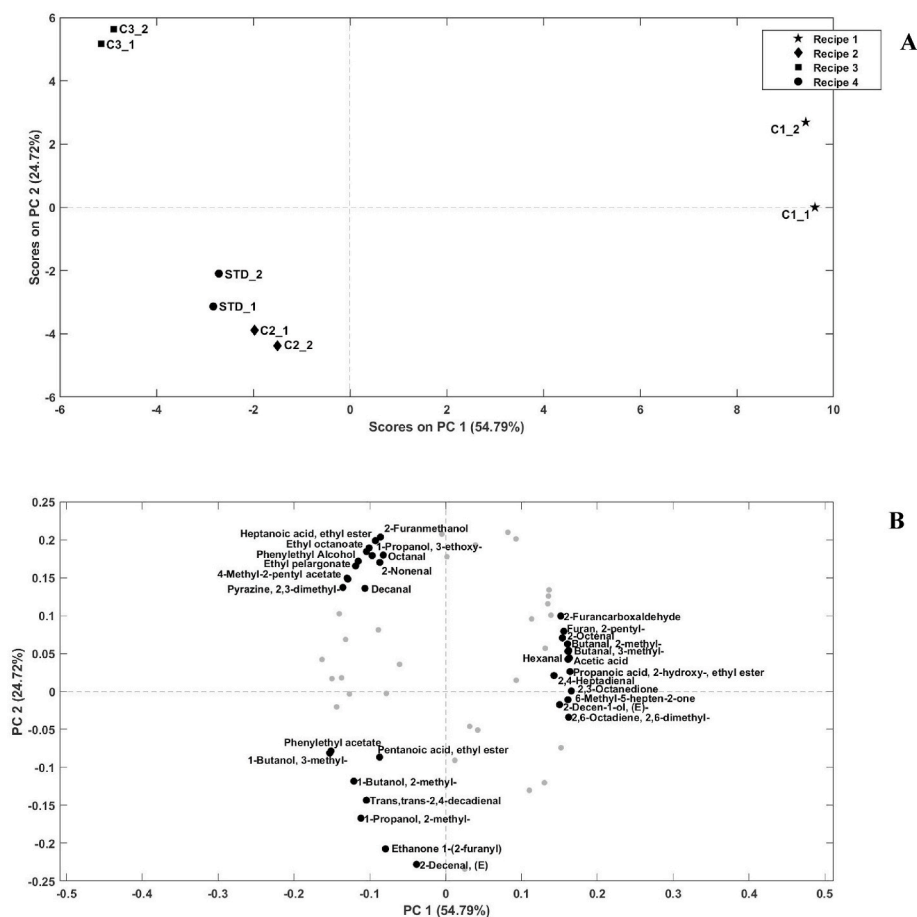 A
Recipe 1
Recipe 2
Recipe 3
Recipe 4
C3_2
C3_1
C1_2
C1_1
STD_2
STD_1
C2_1
C2_2
6
4
2
0
-2
-4
-6
Scores on PC 2 (24.72%)
-6
-4
-2
0
2
4
6
8
10
Scores on PC 1 (54.79%)
B
0.25
0.2
0.15
0.1
0.05
0
-0.05
-0.1
-0.15
-0.2
-0.25
PC 2 (24.72%)
2-Furanmethanol
Heptanoic acid, ethyl ester
Ethyl octanoate
1-Propanol, 3-ethoxy-
Phenylethyl Alcohol
Octanal
Ethyl pelargonate
2-Nonenal
4-Methyl-2-pentyl acetate
Pyrazine, 2,3-dimethyl-
Decanal
2-Furancarboxaldehyde
Furan, 2-pentyl-
2-Octenal
Butanal, 2-methyl-
Butanal, 3-methyl-
Hexanal
Acetic acid
Propanoic acid, 2-hydroxy-, ethyl ester
2,4-Heptadienal
2,3-Octanedione
6-Methyl-5-hepten-2-one
2-Decen-1-ol, (E)-
2,6-Octadiene, 2,6-dimethyl-
Phenylethyl acetate
1-Butanol, 3-methyl-
Pentanoic acid, ethyl ester
1-Butanol, 2-methyl-
Trans,trans-2,4-decadienal
1-Propanol, 2-methyl-
Ethanone 1-(2-furanyl)
2-Decenal, (E)
-0.5
-0.4
-0.3
-0.2
-0.1
0
0.1
0.2
0.3
0.4
0.5
PC 1 (54.79%)